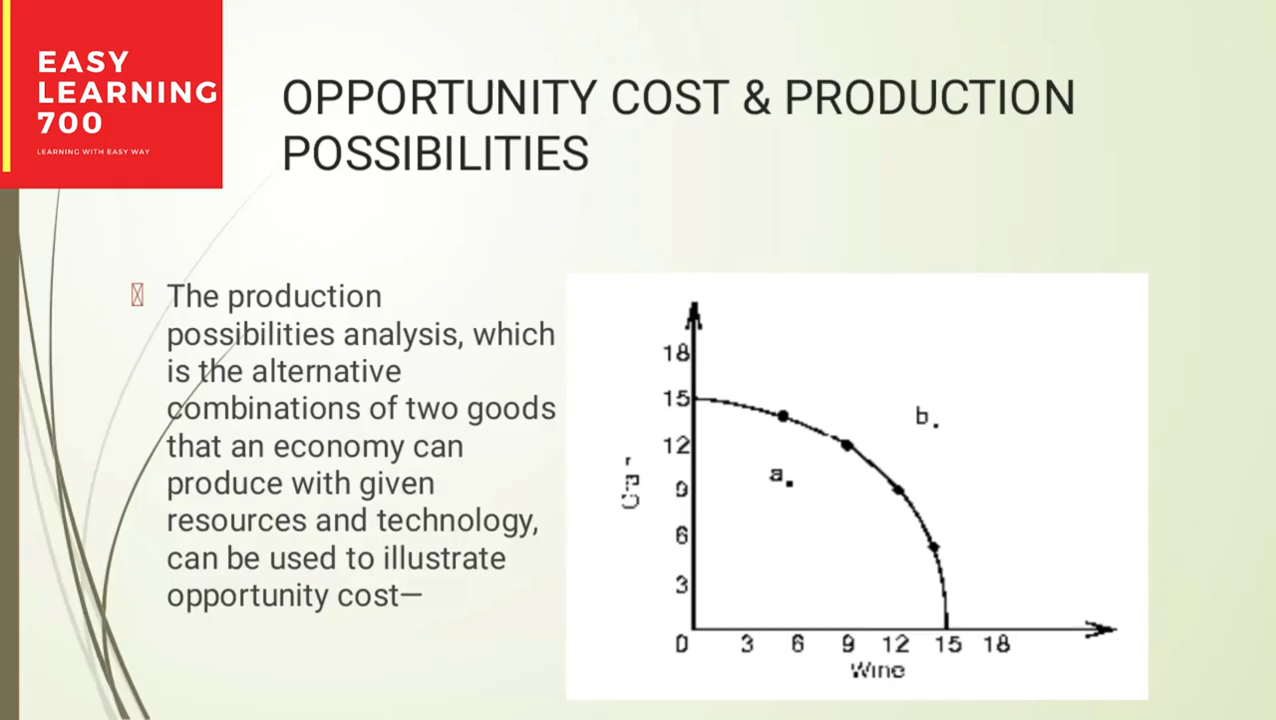 EASY
LEARNING
700
LEARNING WITH EASY WAY
OPPORTUNITY COST & PRODUCTION
POSSIBILITIES
The production
possibilities analysis, which
is the alternative
combinations of two goods
that an economy can
produce with given
resources and technology,
can be used to illustrate
opportunity cost—
18
15
12
9
6
3
a.
b.
0 3 6 9 12 15 18
Wine